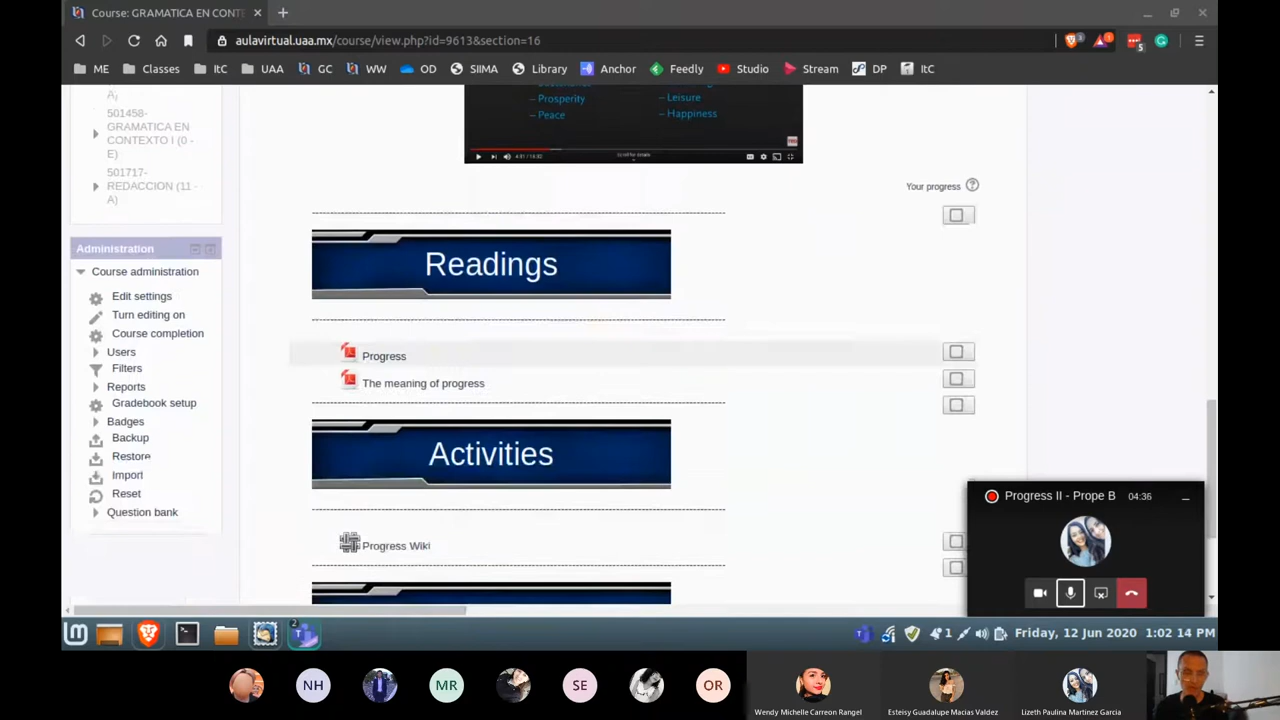 Course: GRAMATICA EN CONTE
aulavirtual.uaa.mx/course/view.php?id=9613&section=16
3
5
ME Classes ItC UAA GC WW OD SIIMA Library Anchor Feedly Studio Stream DP ItC
A)
501458-
GRAMATICA EN
CONTEXTO I (0 -
E)
501717-
REDACCION (11 -
A)
– Prosperity
– Peace
– Leisure
– Happiness
Your progress
Readings
Progress
The meaning of progress
Activities
Progress Wiki
Administration
Course administration
Edit settings
Turn editing on
Course completion
Users
Filters
Reports
Gradebook setup
Badges
Backup
Restore
Import
Reset
Question bank
Progress II - Prope B 04:36
2
1 Friday, 12 Jun 2020 1:02:14 PM
NH MR SE OR
Wendy Michelle Carreon Rangel
Esteisy Guadalupe Macias Valdez
Lizeth Paulina Martinez Garcia